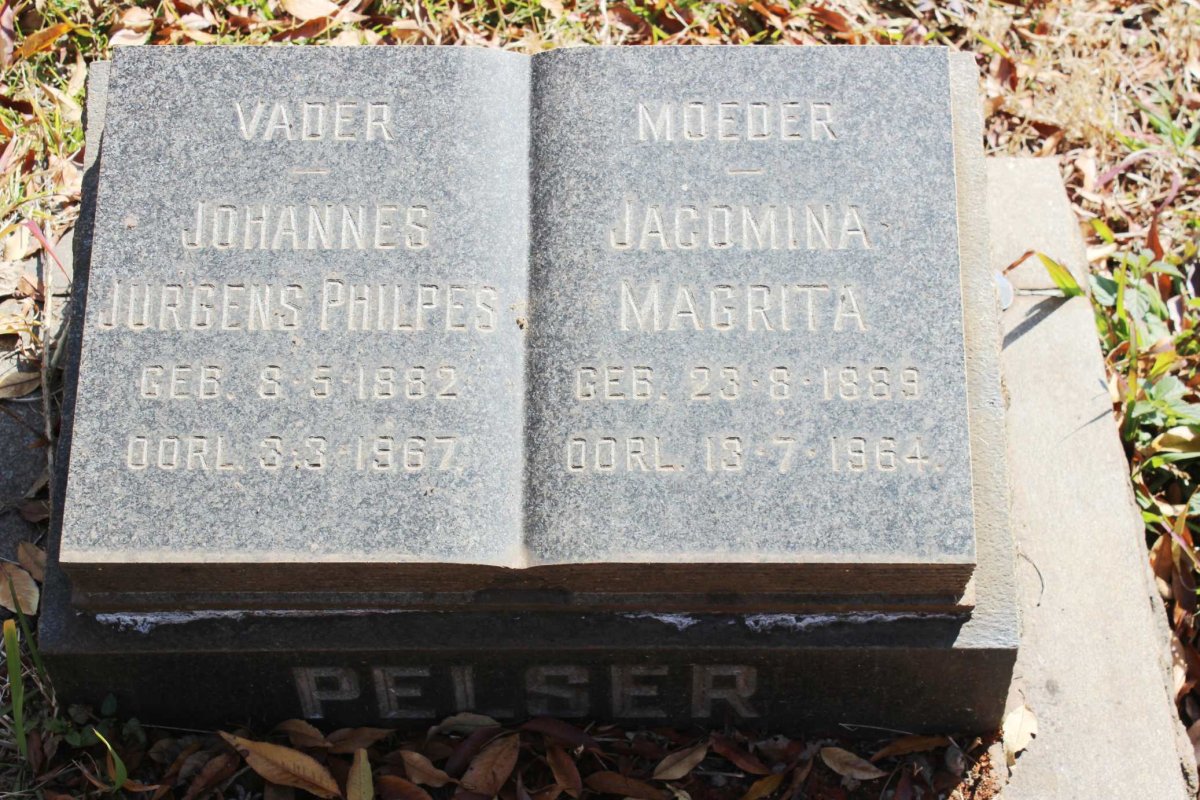 VADER
—
JOHANNES
JURGENS PHILPES
GEB. 8·5·1882
OORL. 3·3·1967.
MOEDER
—
JACOMINA
MAGRITA
GEB. 23·8·1889
OORL. 13·7·1964.
PELSER